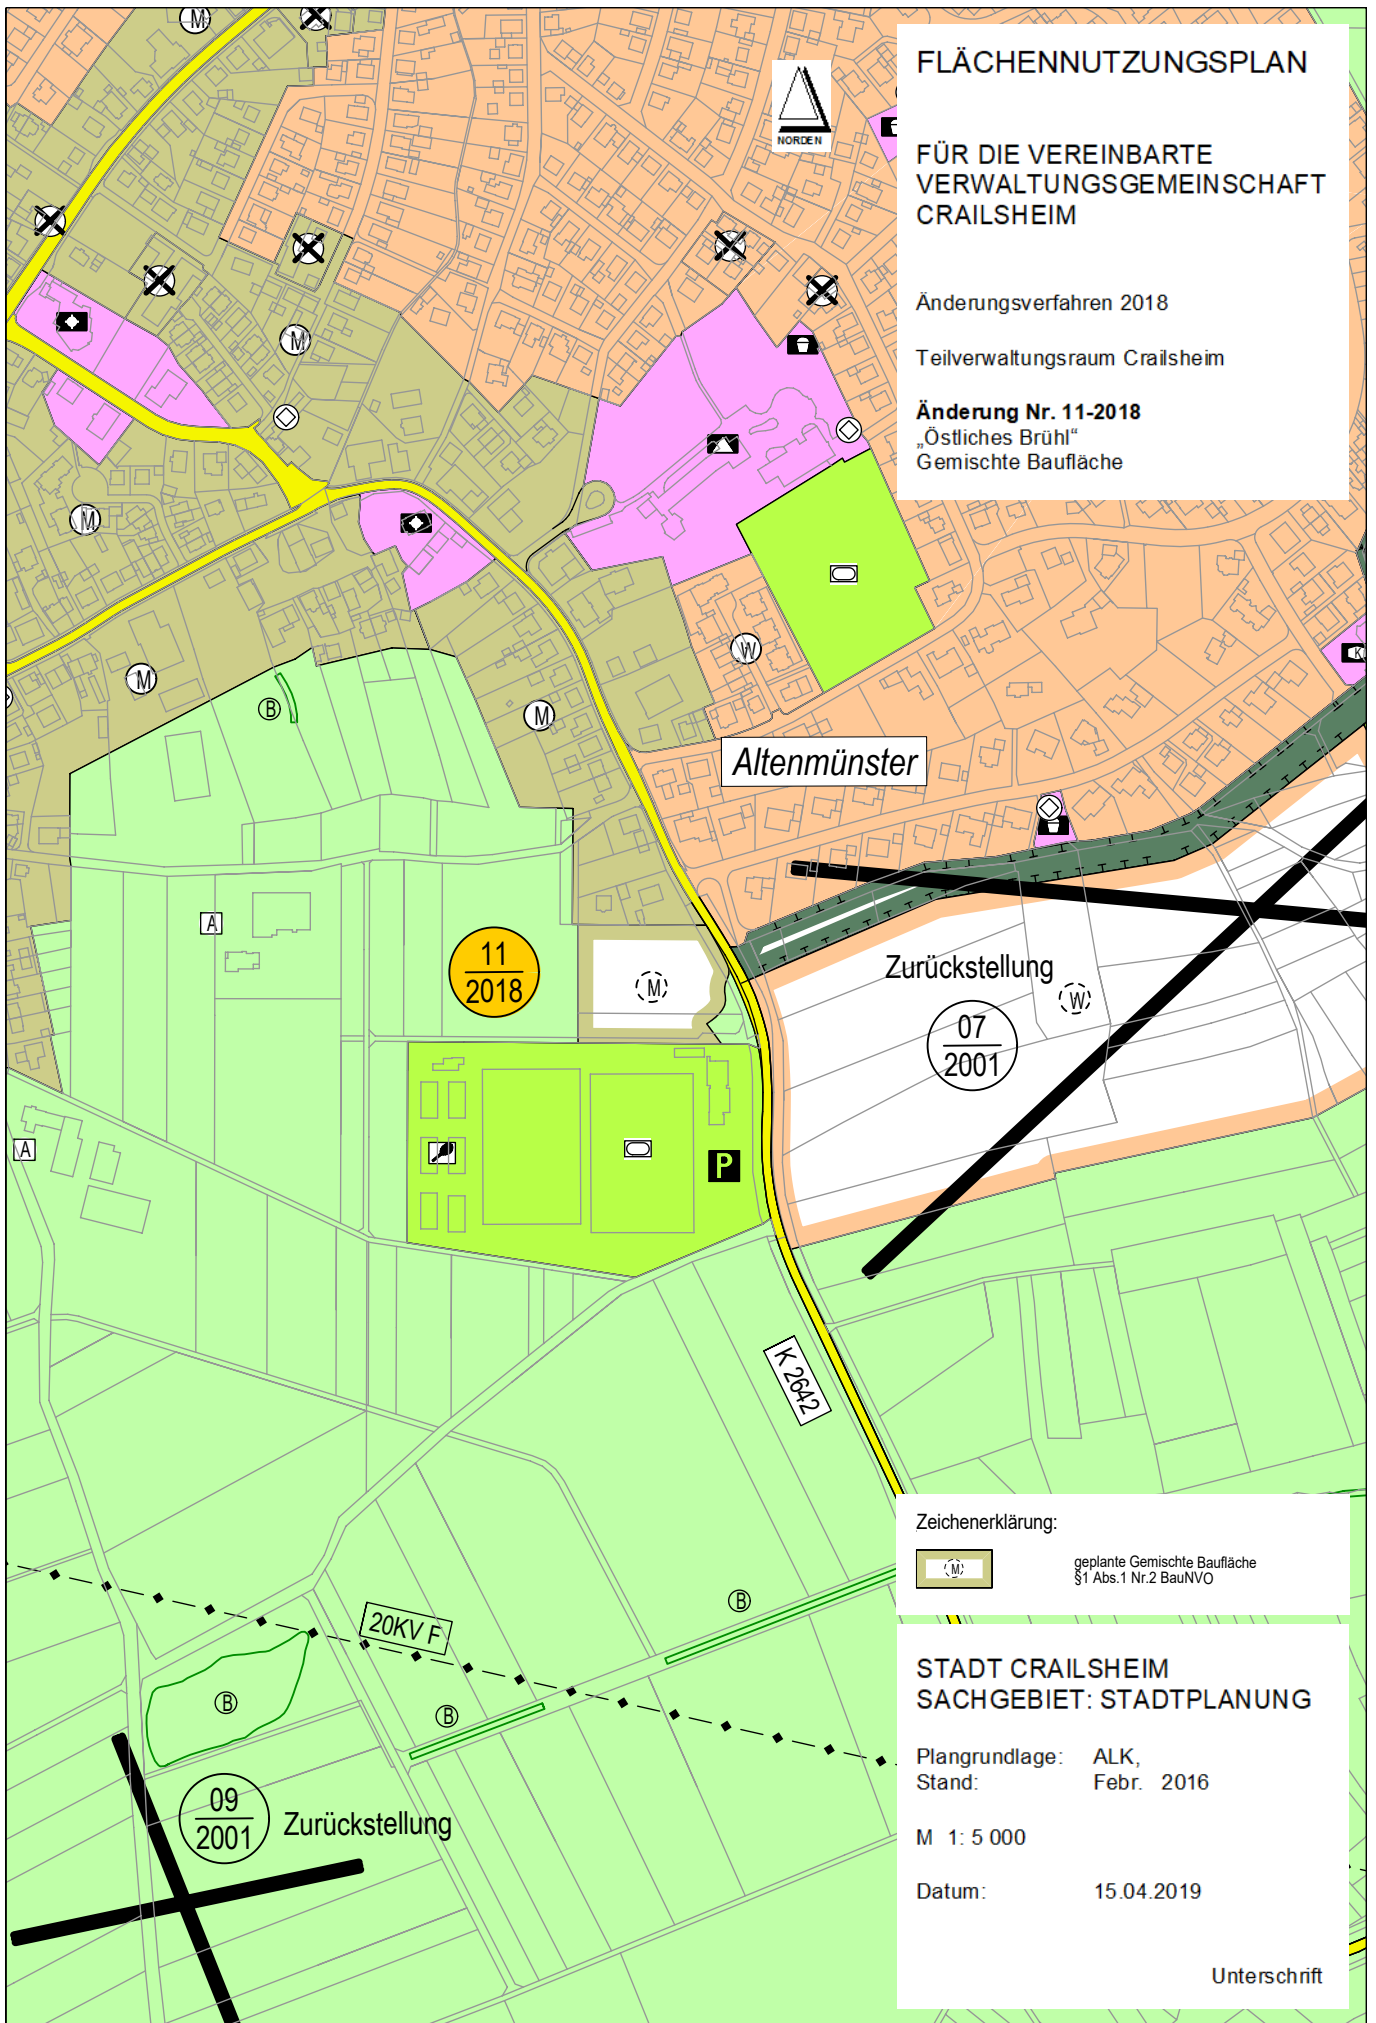 FLÄCHENNUTZUNGSPLAN
FÜR DIE VEREINBARTE
VERWALTUNGSGEMEINSCHAFT
CRAILSHEIM
Änderungsverfahren 2018
Teilverwaltungsraum Crailsheim
Änderung Nr. 11-2018
„Östliches Brühl“
Gemischte Baufläche
NORDEN
M
M
M
M
M
W
K
B
Altenmünster
A
11
2018
M
Zurückstellung
W
07
2001
A
P
K 2642
Zeichenerklärung:
M
geplante Gemischte Baufläche
§1 Abs.1 Nr.2 BauNVO
20KV F
B
B
B
09
2001
Zurückstellung
STADT CRAILSHEIM
SACHGEBIET: STADTPLANUNG
Plangrundlage: ALK,
Stand: Febr. 2016
M 1: 5 000
Datum: 15.04.2019
Unterschrift